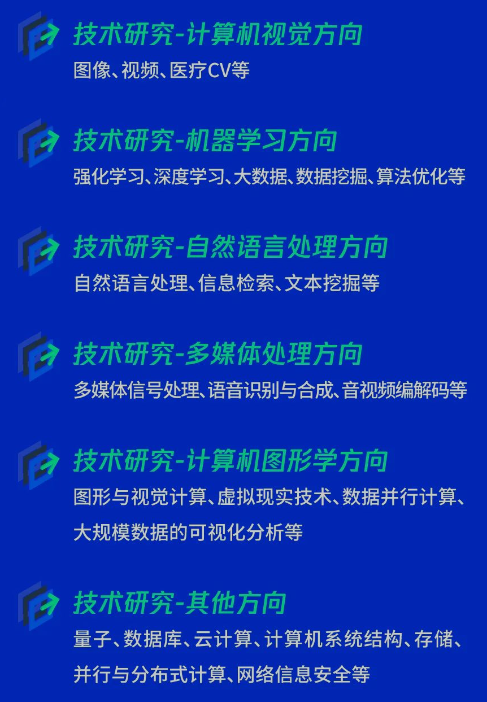 技术研究-计算机视觉方向
图像、视频、医疗CV等
技术研究-机器学习方向
强化学习、深度学习、大数据、数据挖掘、算法优化等
技术研究-自然语言处理方向
自然语言处理、信息检索、文本挖掘等
技术研究-多媒体处理方向
多媒体信号处理、语音识别与合成、音视频编解码等
技术研究-计算机图形学方向
图形与视觉计算、虚拟现实技术、数据并行计算、
大规模数据的可视化分析等
技术研究-其他方向
量子、数据库、云计算、计算机系统结构、存储、
并行与分布式计算、网络信息安全等